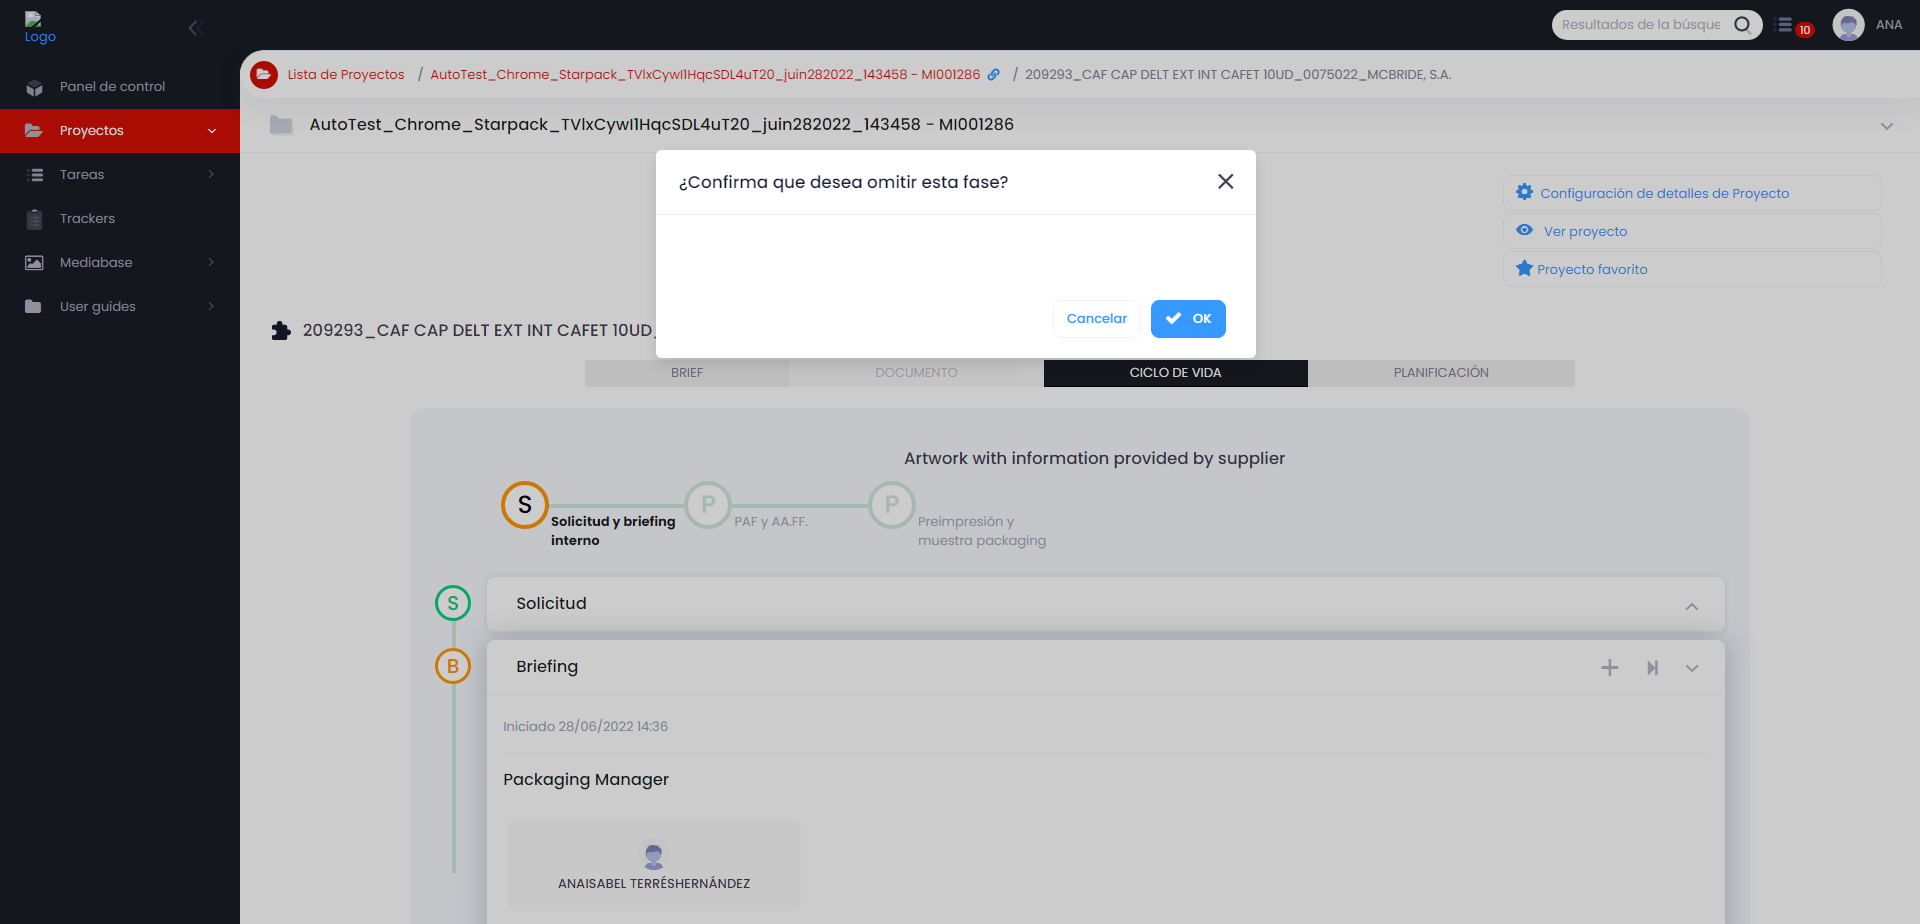 Logo
Resultados de la búsque
10
ANA
Panel de control
Proyectos
Tareas
Trackers
Mediabase
User guides
Lista de Proyectos / AutoTest_Chrome_Starpack_TVlxCywI1HqcSDL4uT20_juin282022_143458 - MI001286 / 209293_CAF CAP DELT EXT INT CAFET 10UD_0075022_MCBRIDE, S.A.
AutoTest_Chrome_Starpack_TVlxCywI1HqcSDL4uT20_juin282022_143458 - MI001286
¿Confirma que desea omitir esta fase?
Cancelar
OK
Configuración de detalles de Proyecto
Ver proyecto
Proyecto favorito
209293_CAF CAP DELT EXT INT CAFET 10UD_
BRIEF
DOCUMENTO
CICLO DE VIDA
PLANIFICACIÓN
Artwork with information provided by supplier
S
Solicitud y briefing
interno
P
PAF y AA.FF.
P
Preimpresión y
muestra packaging
S
Solicitud
B
Briefing
Iniciado 28/06/2022 14:36
Packaging Manager
ANAISABEL TERRÉSHERNÁNDEZ